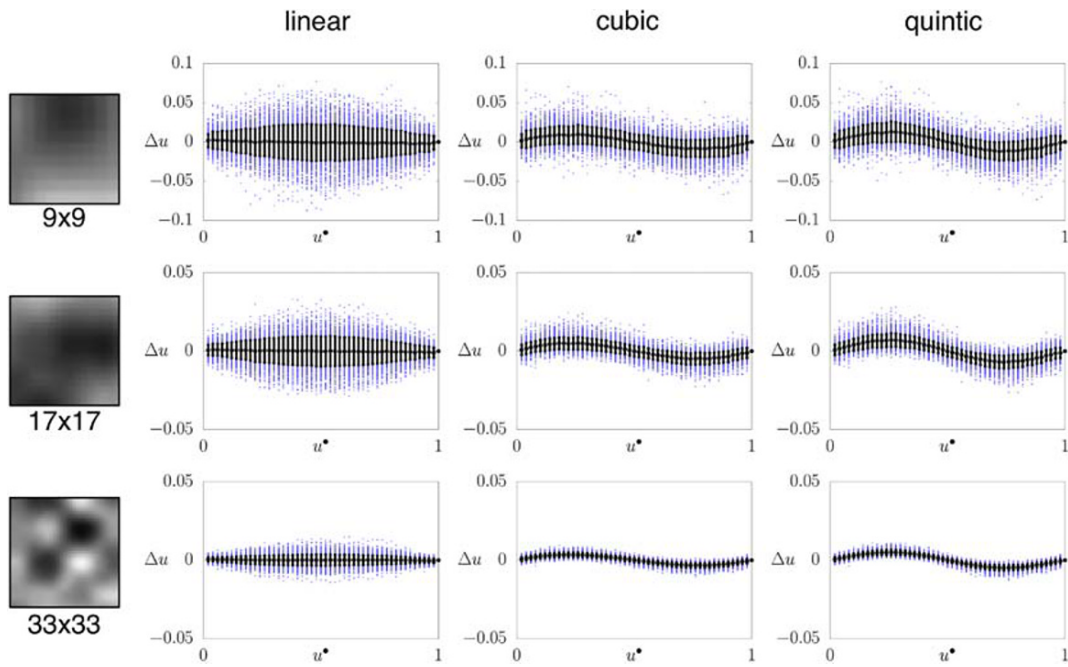 linear cubic quintic
0.1 0.1 0.1
0.05 0.05 0.05
Δu 0 Δu 0 Δu 0
−0.05 −0.05 −0.05
−0.1 −0.1 −0.1
9x9
0 u• 1 0 u• 1 0 u• 1
0.05 0.05 0.05
Δu 0 Δu 0 Δu 0
17x17
−0.05 −0.05 −0.05
0 u• 1 0 u• 1 0 u• 1
0.05 0.05 0.05
Δu 0 Δu 0 Δu 0
33x33
−0.05 −0.05 −0.05
0 u• 1 0 u• 1 0 u• 1